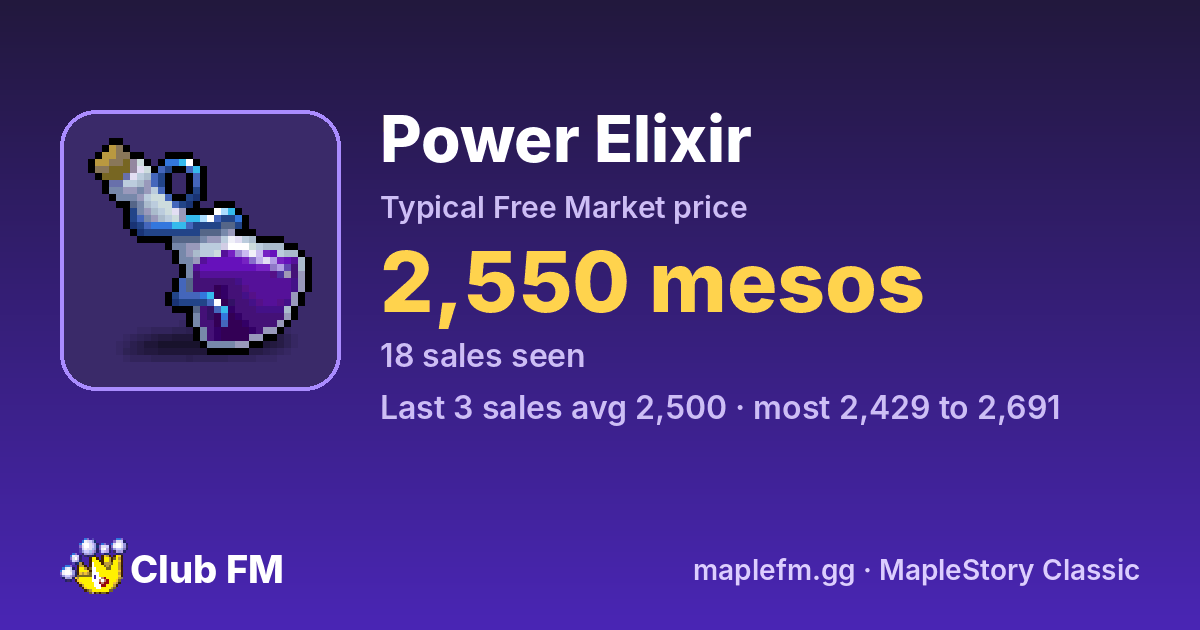 Power Elixir
Typical Free Market price
2,550 mesos
18 sales seen
Last 3 sales avg 2,500 · most 2,429 to 2,691
Club FM
maplefm.gg · MapleStory Classic